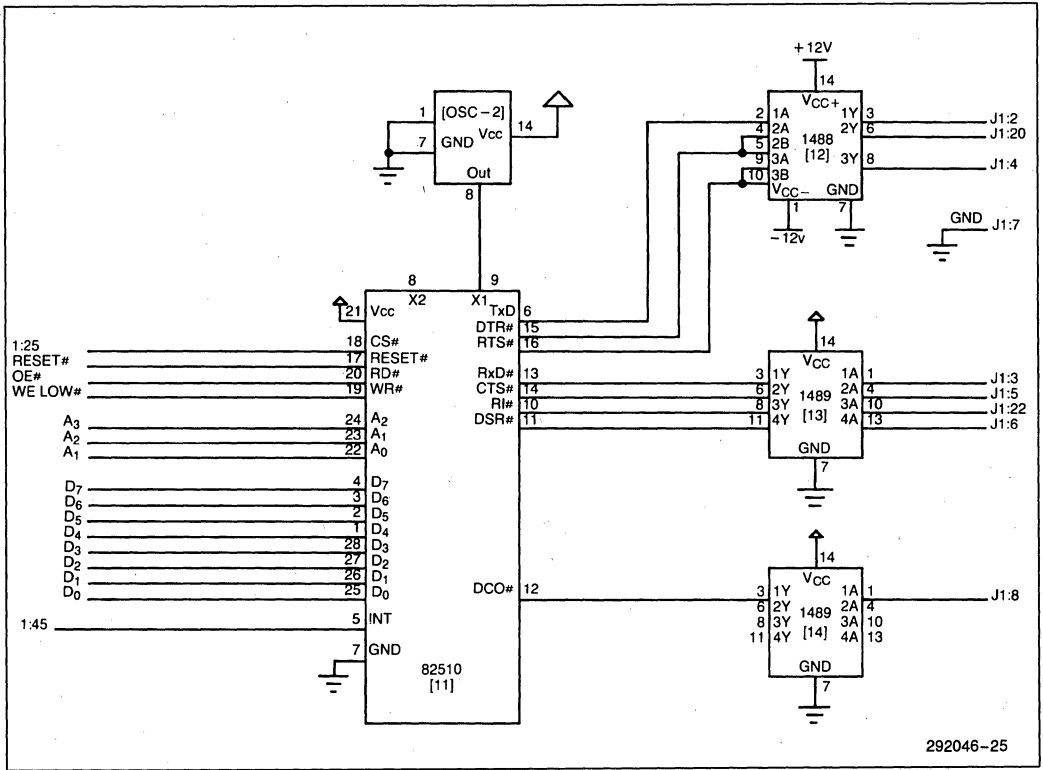 +12V
14
VCC+
2 1A 1Y 3 J1:2
4 2A 2Y 6 J1:20
5 2B 1488
9 3A [12] 3Y 8 J1:4
10 3B
VCC− GND
1 7
−12v
GND J1:7
1 [OSC−2]
7 GND VCC 14
Out
8
8 9
X2 X1
21 VCC
TxD 6
DTR# 15
RTS# 16
1:25 18 CS#
RESET# 17 RESET#
OE# 20 RD#
WE LOW# 19 WR#
RxD# 13
CTS# 14
RI# 10
DSR# 11
A3 24 A2
A2 23 A1
A1 22 A0
D7 4 D7
D6 3 D6
D5 2 D5
D4 1 D4
D3 28 D3
D2 27 D2
D1 26 D1
D0 25 D0
DCO# 12
1:45 5 INT
7 GND
82510
[11]
14
VCC
3 1Y 1A 1 J1:3
6 2Y 1489 2A 4 J1:5
8 3Y [13] 3A 10 J1:22
11 4Y 4A 13 J1:6
GND
7
14
VCC
3 1Y 1A 1 J1:8
6 2Y 1489 2A 4
8 3Y [14] 3A 10
11 4Y 4A 13
GND
7
292046−25